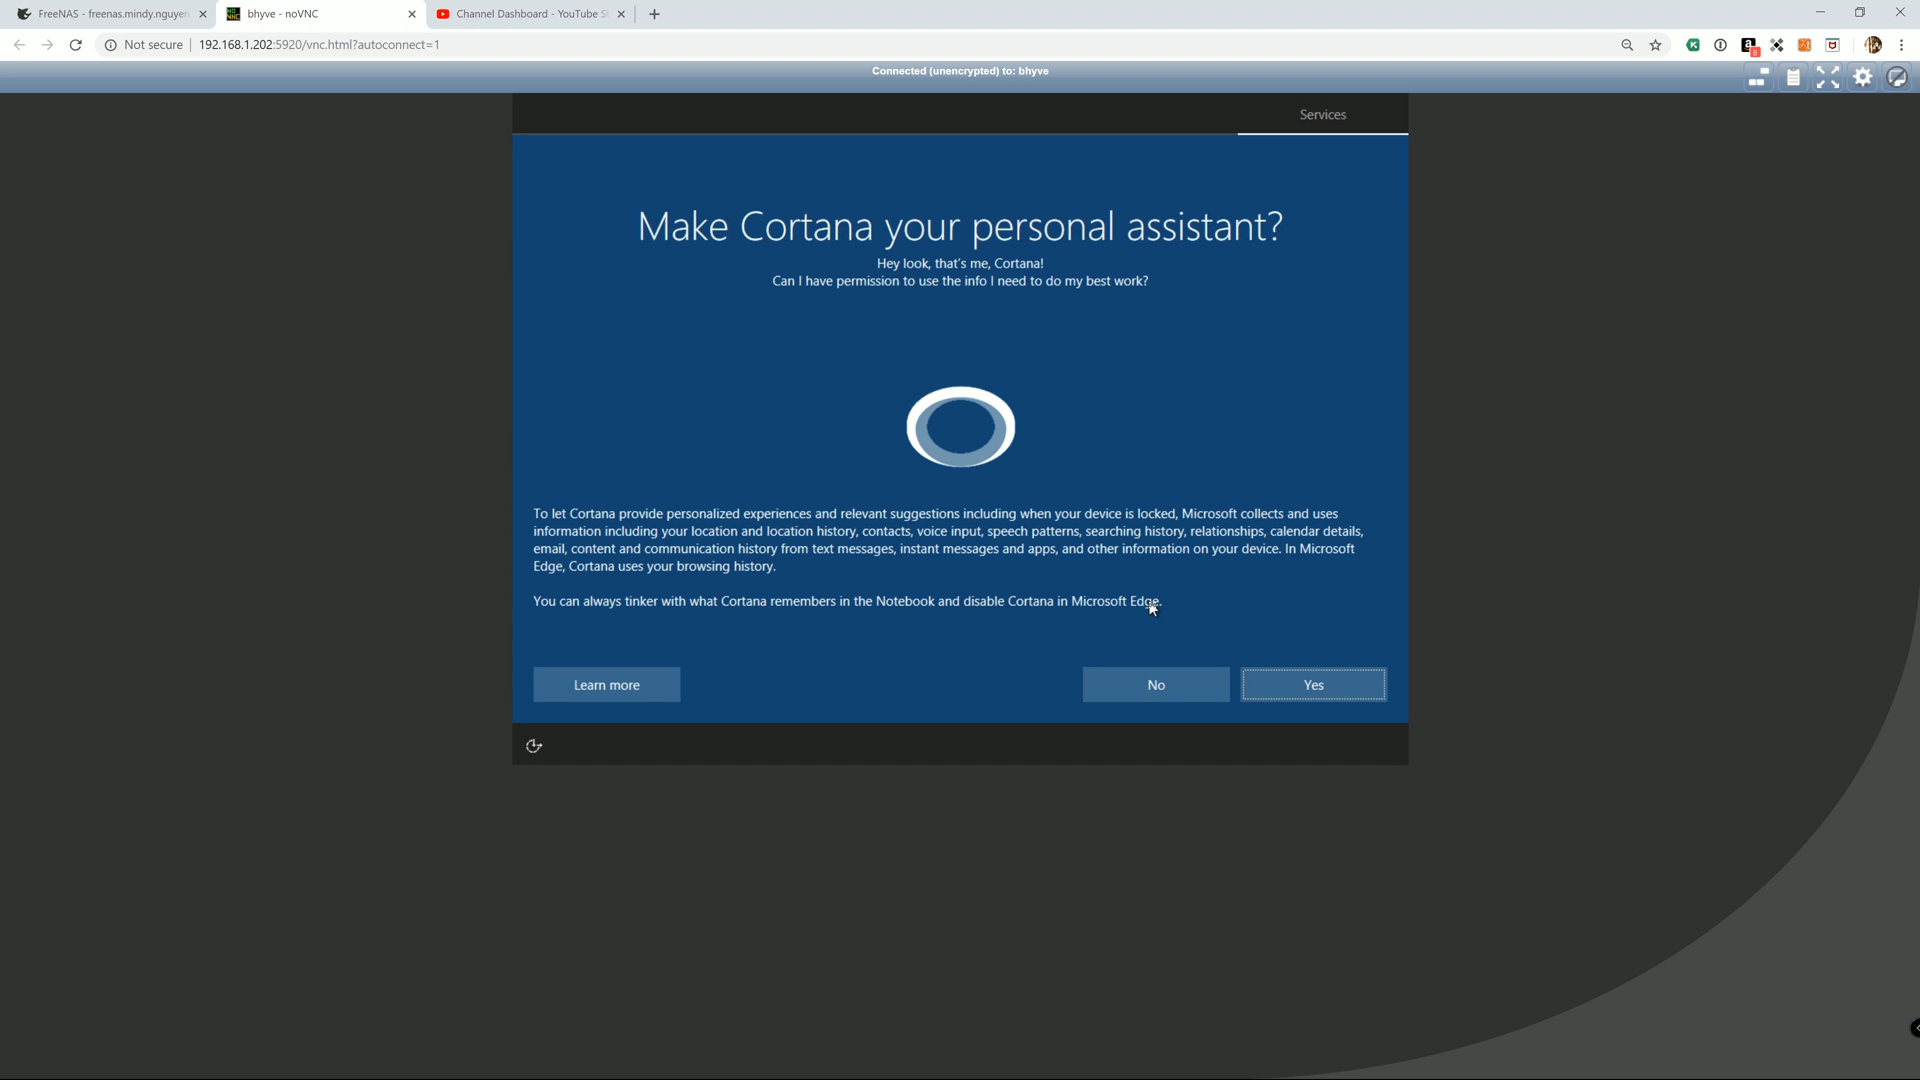 FreeNAS - freenas.mindy.nguyen
bhyve - noVNC
Channel Dashboard - YouTube S
Not secure
192.168.1.202:5920/vnc.html?autoconnect=1
8
Connected (unencrypted) to: bhyve
Services
Make Cortana your personal assistant?
Hey look, that's me, Cortana!
Can I have permission to use the info I need to do my best work?
To let Cortana provide personalized experiences and relevant suggestions including when your device is locked, Microsoft collects and uses
information including your location and location history, contacts, voice input, speech patterns, searching history, relationships, calendar details,
email, content and communication history from text messages, instant messages and apps, and other information on your device. In Microsoft
Edge, Cortana uses your browsing history.
You can always tinker with what Cortana remembers in the Notebook and disable Cortana in Microsoft Edge.
Learn more
No
Yes